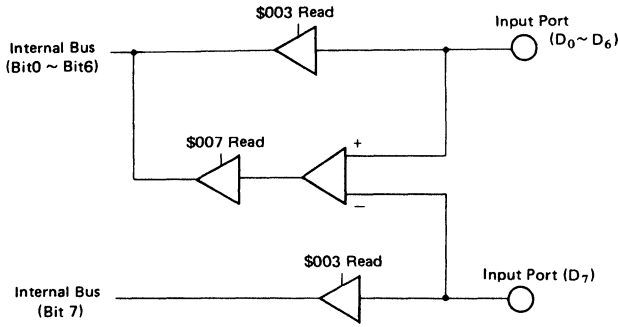 $003 Read
Input Port
(D₀~ D₆)
Internal Bus
(Bit0 ~ Bit6)
$007 Read
+
−
$003 Read
Input Port (D₇)
Internal Bus
(Bit 7)